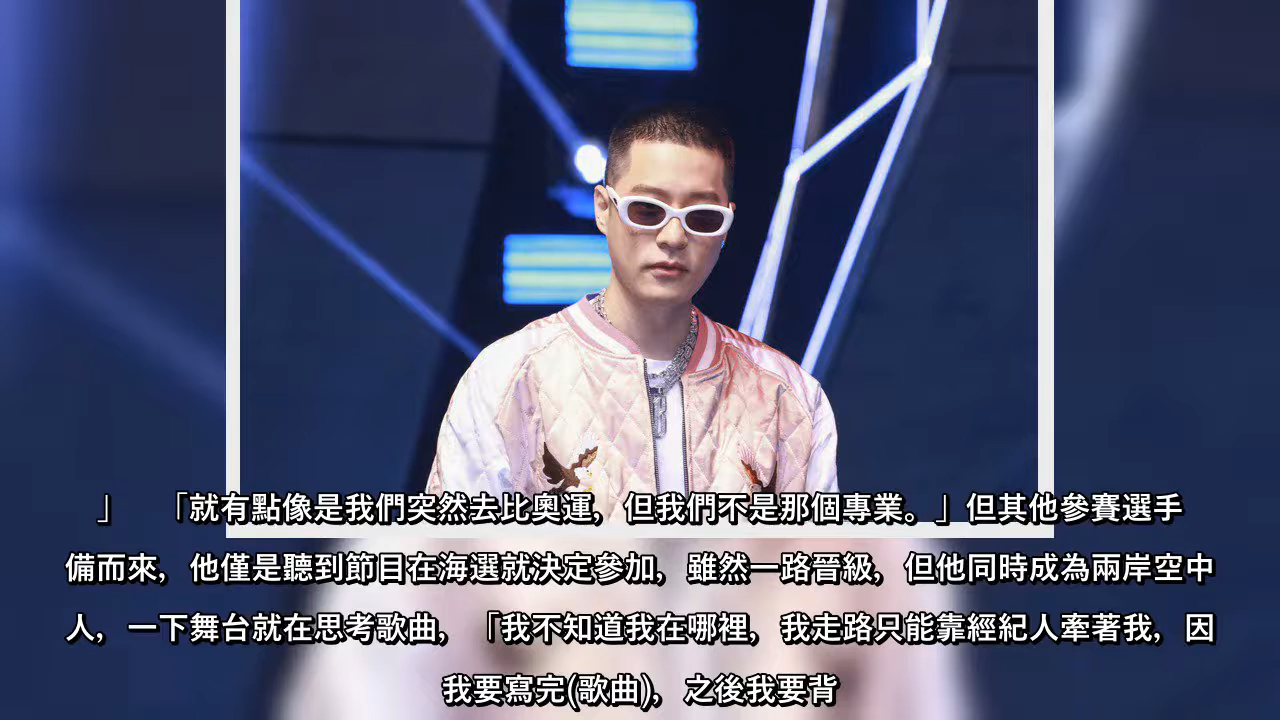 」 「就有點像是我們突然去比奧運，但我們不是那個專業。」但其他參賽選手
備而來，他僅是聽到節目在海選就決定參加，雖然一路晉級，但他同時成為兩岸空中
人，一下舞台就在思考歌曲，「我不知道我在哪裡，我走路只能靠經紀人牽著我，因
我要寫完(歌曲)，之後我要背